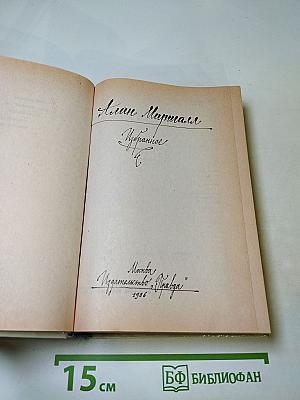 Алан Маршалл
Избранное
Москва
Издательство „Правда“
1986
15 см
БФ БИБЛИОФАН